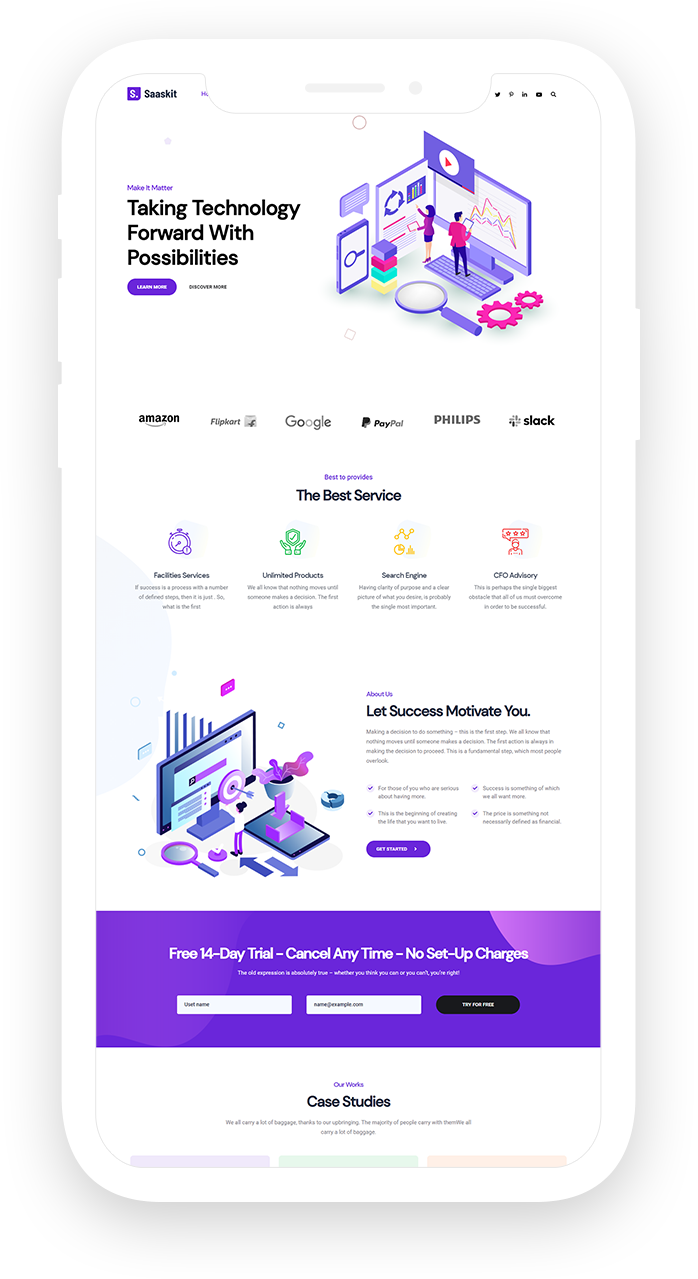 S. Saaskit
Make It Matter
Taking Technology
Forward With
Possibilities
LEARN MORE DISCOVER MORE
amazon Flipkart Google PayPal PHILIPS slack
Best to provides
The Best Service
Facilities Services
If success is a process with a number
of defined steps, then it is just . So,
what is the first
Unlimited Products
We all know that nothing moves until
someone makes a decision. The first
action is always
Search Engine
Having clarity of purpose and a clear
picture of what you desire, is probably
the single most important.
CFO Advisory
This is perhaps the single biggest
obstacle that all of us must overcome
in order to be successful.
About Us
Let Success Motivate You.
Making a decision to do something – this is the first step. We all know that
nothing moves until someone makes a decision. The first action is always in
making the decision to proceed. This is a fundamental step, which most people
overlook.
For those of you who are serious
about having more.
Success is something of which
we all want more.
This is the beginning of creating
the life that you want to live.
The price is something not
necessarily defined as financial.
GET STARTED
Free 14-Day Trial – Cancel Any Time – No Set-Up Charges
The old expression is absolutely true – whether you think you can or you can't, you're right!
Uset name
name@example.com
TRY FOR FREE
Our Works
Case Studies
We all carry a lot of baggage, thanks to our upbringing. The majority of people carry with themWe all
carry a lot of baggage.